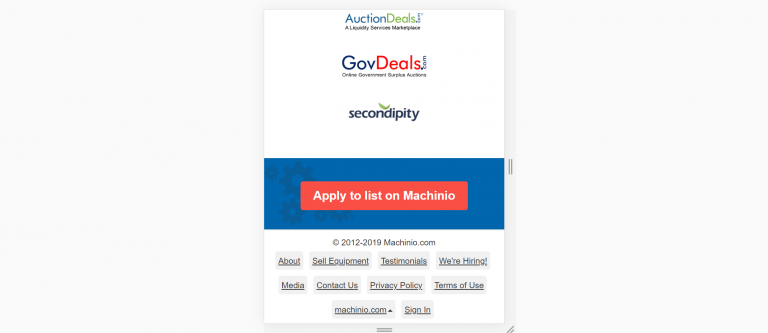 AuctionDeals.com
A Liquidity Services Marketplace
GovDeals.com
Online Government Surplus Auctions
secondipity
Apply to list on Machinio
© 2012-2019 Machinio.com
About Sell Equipment Testimonials We're Hiring!
Media Contact Us Privacy Policy Terms of Use
machinio.com Sign In